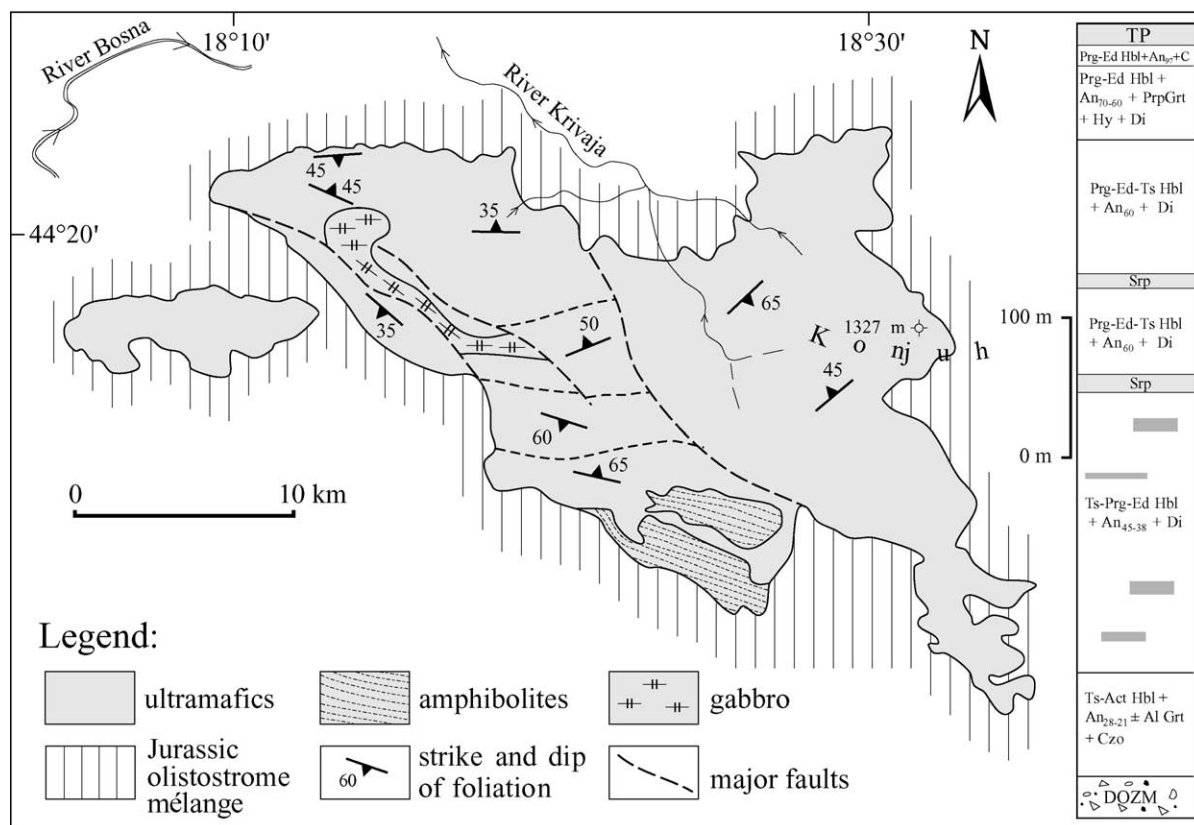 18°10'
18°30'
River Bosna
River Krivaja
N
44°20'
45
45
35
35
50
65
60
65
45
1327 m
Konjuh
0 10 km
100 m
0 m
Legend:
ultramafics
amphibolites
gabbro
Jurassic
olistostrome
mélange
60
strike and dip
of foliation
major faults
TP
Prg-Ed Hbl+An97+C
Prg-Ed Hbl +
An70-60 + PrpGrt
+ Hy + Di
Prg-Ed-Ts Hbl
+ An60 + Di
Srp
Prg-Ed-Ts Hbl
+ An60 + Di
Srp
Ts-Prg-Ed Hbl
+ An45-38 + Di
Ts-Act Hbl +
An28-21 ± Al Grt
+ Czo
DOZM